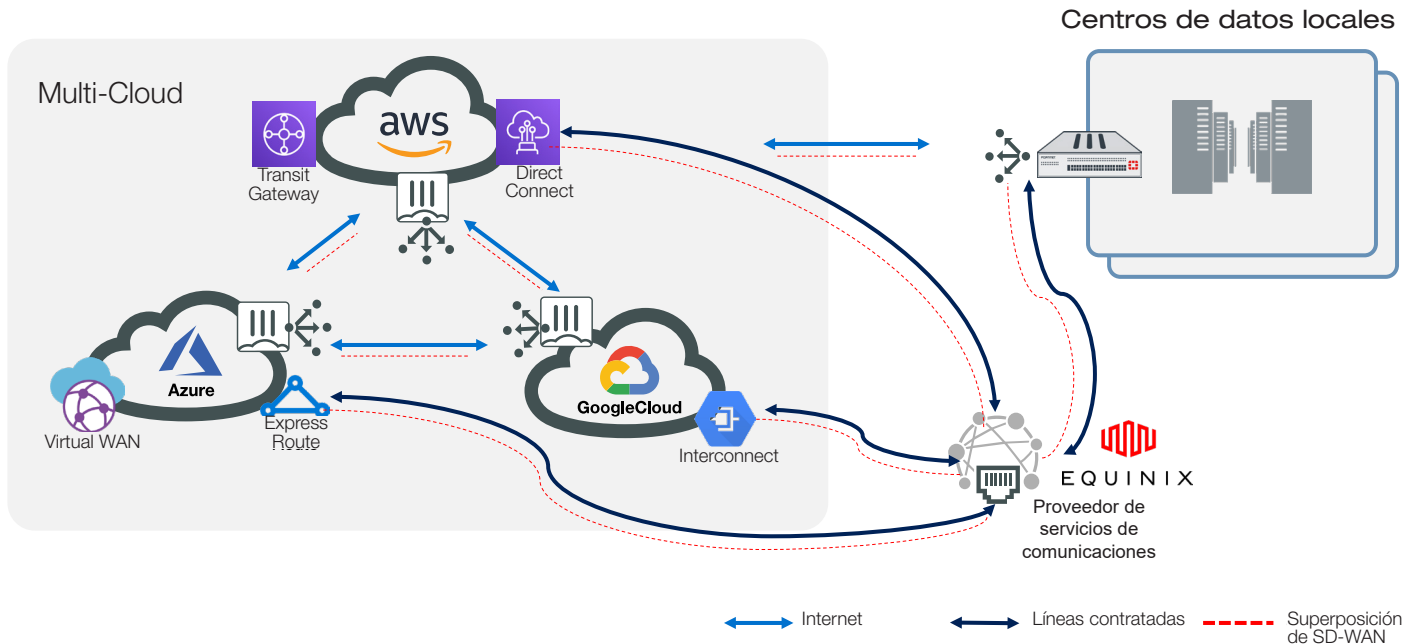 Centros de datos locales
Multi-Cloud
aws
Transit
Gateway
Direct
Connect
Azure
Virtual WAN
Express
Route
GoogleCloud
Interconnect
EQUINIX
Proveedor de
servicios de
comunicaciones
Internet
Líneas contratadas
Superposición
de SD-WAN